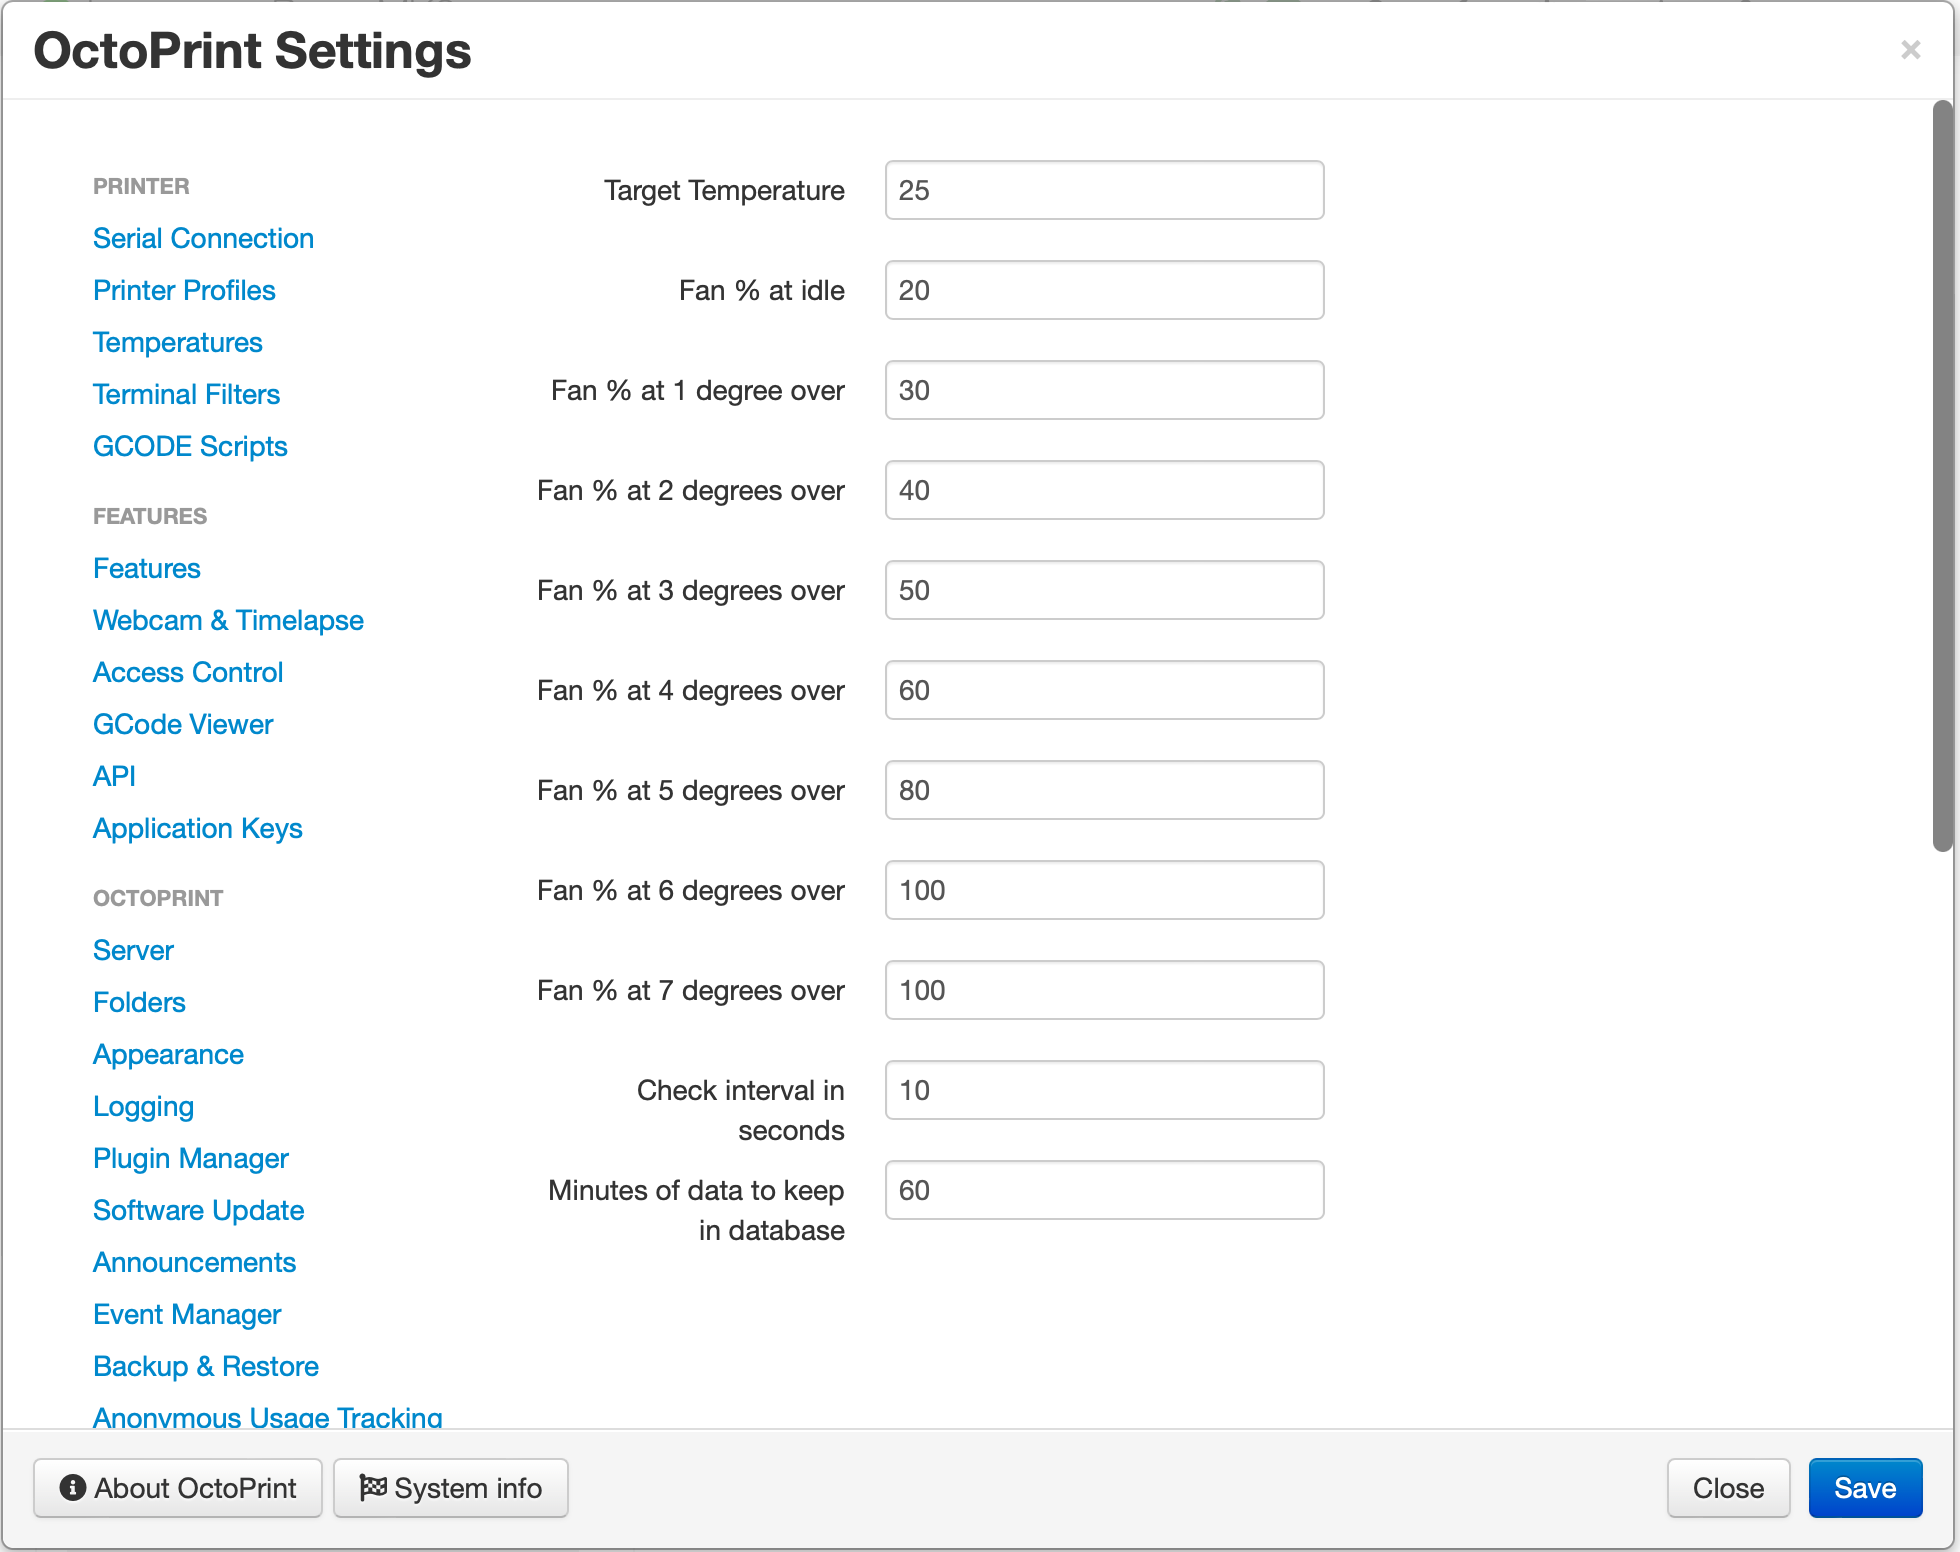 OctoPrint Settings
×
PRINTER
Serial Connection
Printer Profiles
Temperatures
Terminal Filters
GCODE Scripts
FEATURES
Features
Webcam & Timelapse
Access Control
GCode Viewer
API
Application Keys
OCTOPRINT
Server
Folders
Appearance
Logging
Plugin Manager
Software Update
Announcements
Event Manager
Backup & Restore
Anonymous Usage Tracking
Target Temperature 25
Fan % at idle 20
Fan % at 1 degree over 30
Fan % at 2 degrees over 40
Fan % at 3 degrees over 50
Fan % at 4 degrees over 60
Fan % at 5 degrees over 80
Fan % at 6 degrees over 100
Fan % at 7 degrees over 100
Check interval in 10
seconds
Minutes of data to keep 60
in database
About OctoPrint System info Close Save